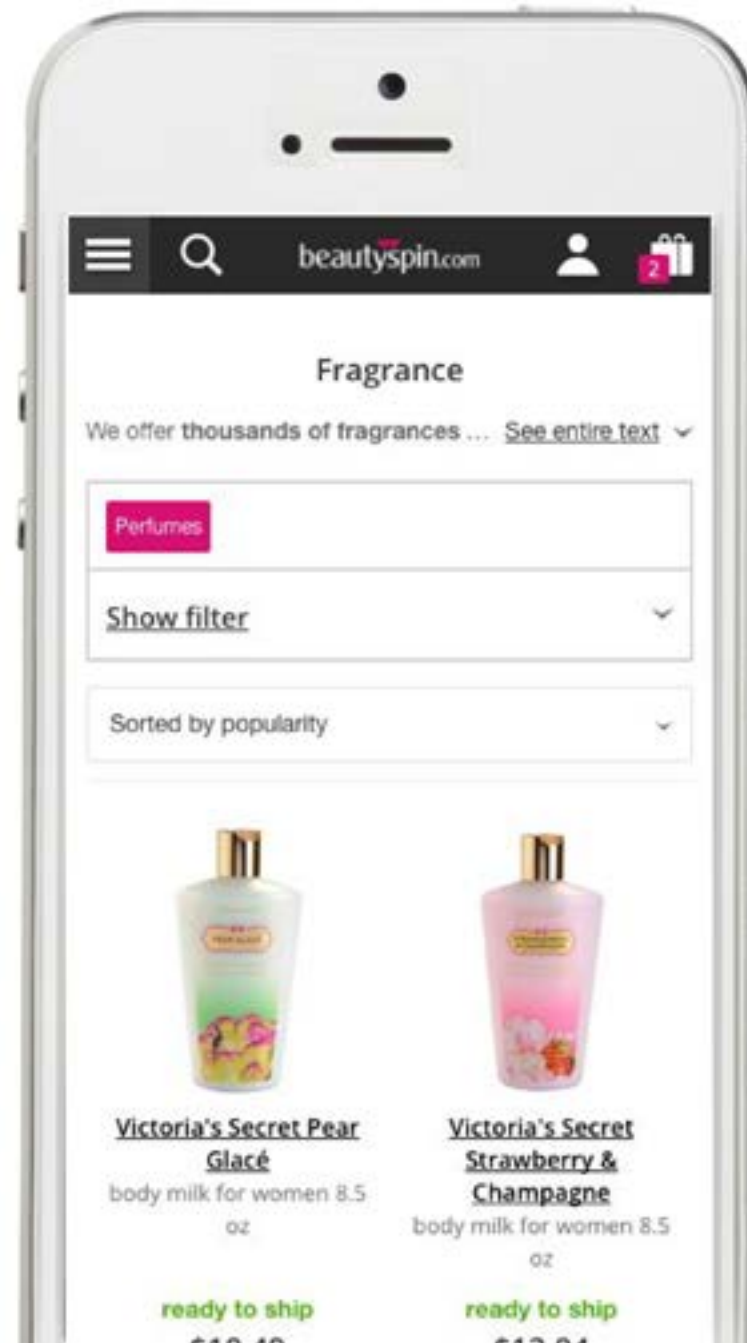 beautyspin.com
2
Fragrance
We offer thousands of fragrances ... See entire text
Perfumes
Show filter
Sorted by popularity
Victoria's Secret Pear
Glacé
body milk for women 8.5
oz
ready to ship
Victoria's Secret
Strawberry &
Champagne
body milk for women 8.5
oz
ready to ship